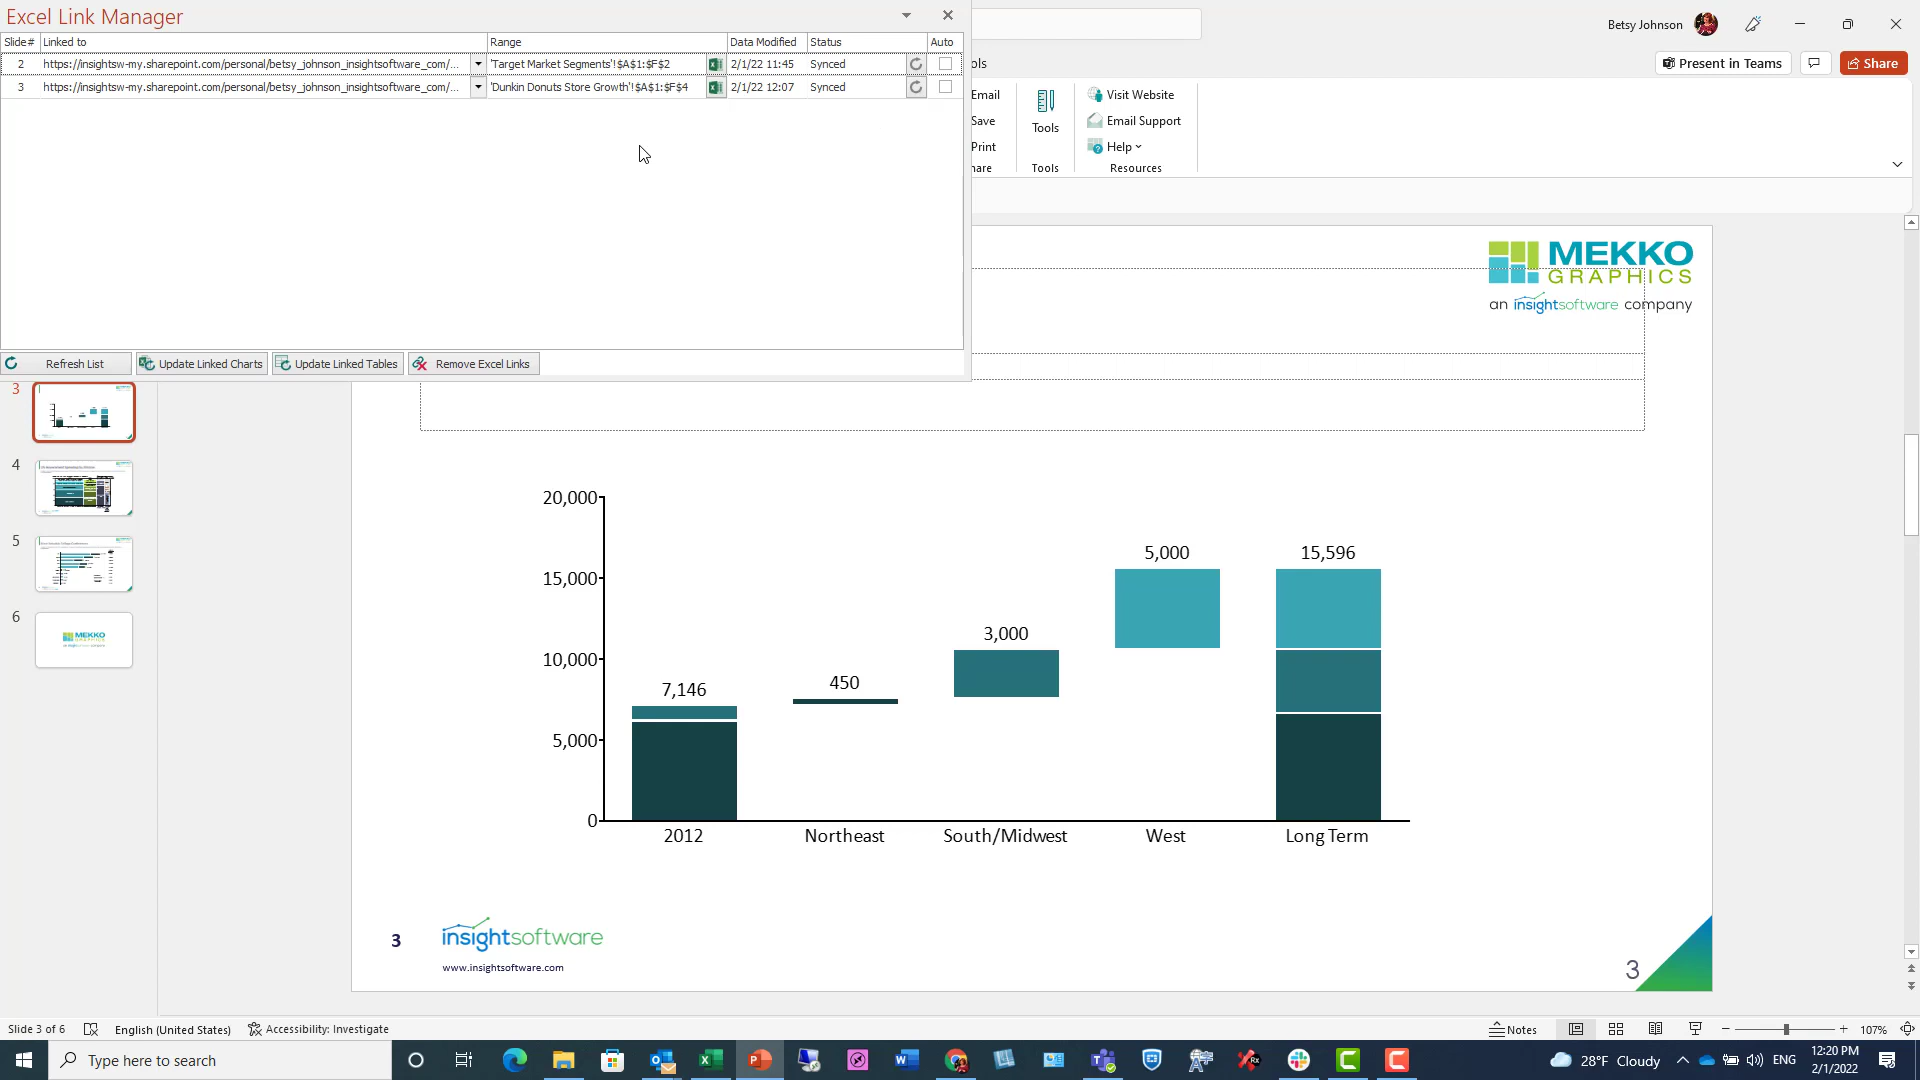 Excel Link Manager
Slide# Linked to Range Data Modified Status Auto
2 https://insightsw-my.sharepoint.com/personal/betsy_johnson_insightsoftware_com/... 'Target Market Segments'!$A$1:$F$2 2/1/22 11:45 Synced
3 https://insightsw-my.sharepoint.com/personal/betsy_johnson_insightsoftware_com/... 'Dunkin Donuts Store Growth'!$A$1:$F$4 2/1/22 12:07 Synced
Refresh List Update Linked Charts Update Linked Tables Remove Excel Links
Betsy Johnson
ols
Present in Teams Share
Email
Save
Print
hare
Tools
Tools
Visit Website
Email Support
Help
Resources
3
4
5
6
MEKKO
GRAPHICS
MEKKO
GRAPHICS
an insightsoftware company
20,000
15,000
10,000
5,000
0
7,146
450
3,000
5,000
15,596
2012 Northeast South/Midwest West Long Term
3
insightsoftware
www.insightsoftware.com
3
Slide 3 of 6 English (United States) Accessibility: Investigate Notes 107%
Type here to search
28°F Cloudy ENG
12:20 PM
2/1/2022